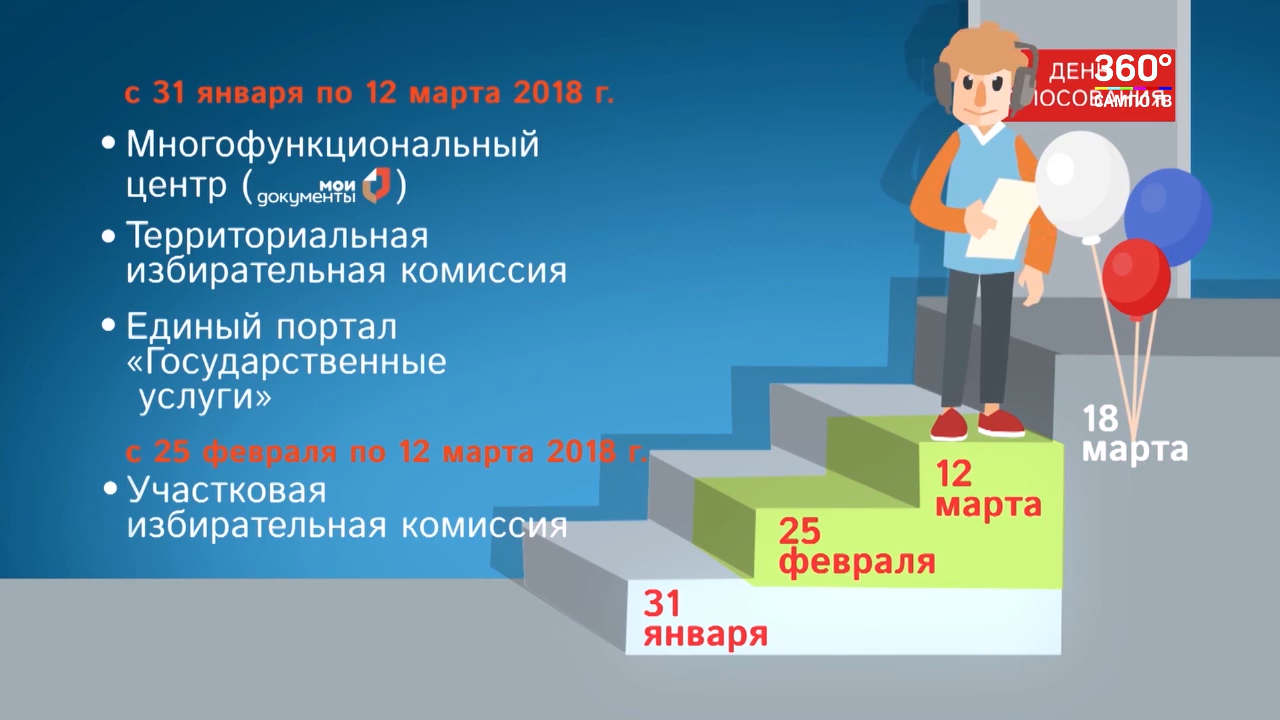 с 31 января по 12 марта 2018 г.
• Многофункциональный
центр (мои документы)
• Территориальная
избирательная комиссия
• Единый портал
«Государственные
услуги»
с 25 февраля по 12 марта 2018 г.
• Участковая
избирательная комиссия
360°
ДЕНЬ
31
января
25
февраля
12
марта
18
марта